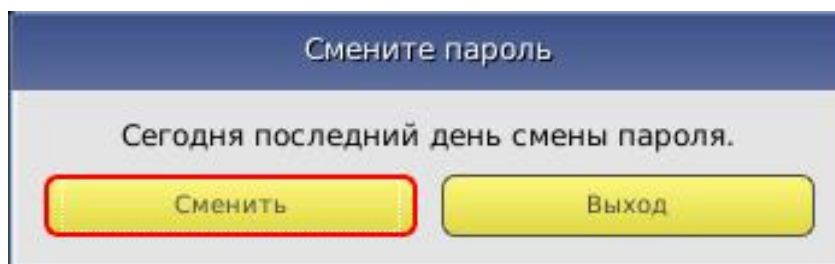 Смените пароль
Сегодня последний день смены пароля.
Сменить
Выход